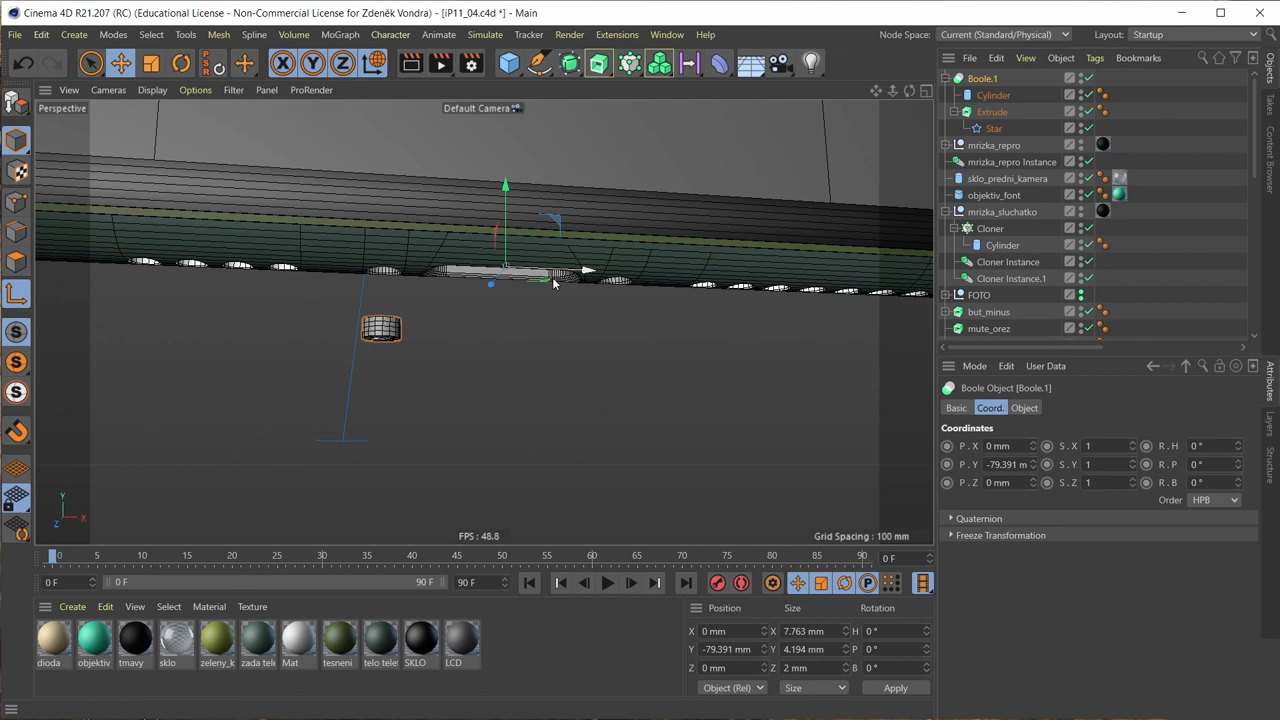 Cinema 4D R21.207 (RC) (Educational License - Non-Commercial License for Zdeněk Vondra) - [iP11_04.c4d *] - Main
File Edit Create Modes Select Tools Mesh Spline Volume MoGraph Character Animate Simulate Tracker Render Extensions Window Help Node Space: Current (Standard/Physical) Layout: Startup
PSR
X Y Z
File Edit View Object Tags Bookmarks
View Cameras Display Options Filter Panel ProRender
Perspective
Default Camera
Boole.1
Cylinder
Extrude
Star
mrizka_repro
mrizka_repro Instance
sklo_predni_kamera
objektiv_font
mrizka_sluchatko
Cloner
Cylinder
Cloner Instance
Cloner Instance.1
FOTO
but_minus
mute_orez
Objects
Takes
Content Browser
Attributes
Layers
Structure
Mode Edit User Data
Boole Object [Boole.1]
Basic Coord. Object
Coordinates
P . X 0 mm S . X 1 R . H 0 °
P . Y -79.391 m S . Y 1 R . P 0 °
P . Z 0 mm S . Z 1 R . B 0 °
Order HPB
Quaternion
Freeze Transformation
Y
Z X
FPS : 48.8
Grid Spacing : 100 mm
0 5 10 15 20 25 30 35 40 45 50 55 60 65 70 75 80 85 90 0 F
0 F 0 F 90 F 90 F
Create Edit View Select Material Texture
dioda objektiv tmavy sklo zeleny_k zada tele Mat tesneni telo telef SKLO LCD
Position Size Rotation
X 0 mm X 7.763 mm H 0 °
Y -79.391 mm Y 4.194 mm P 0 °
Z 0 mm Z 2 mm B 0 °
Object (Rel) Size Apply